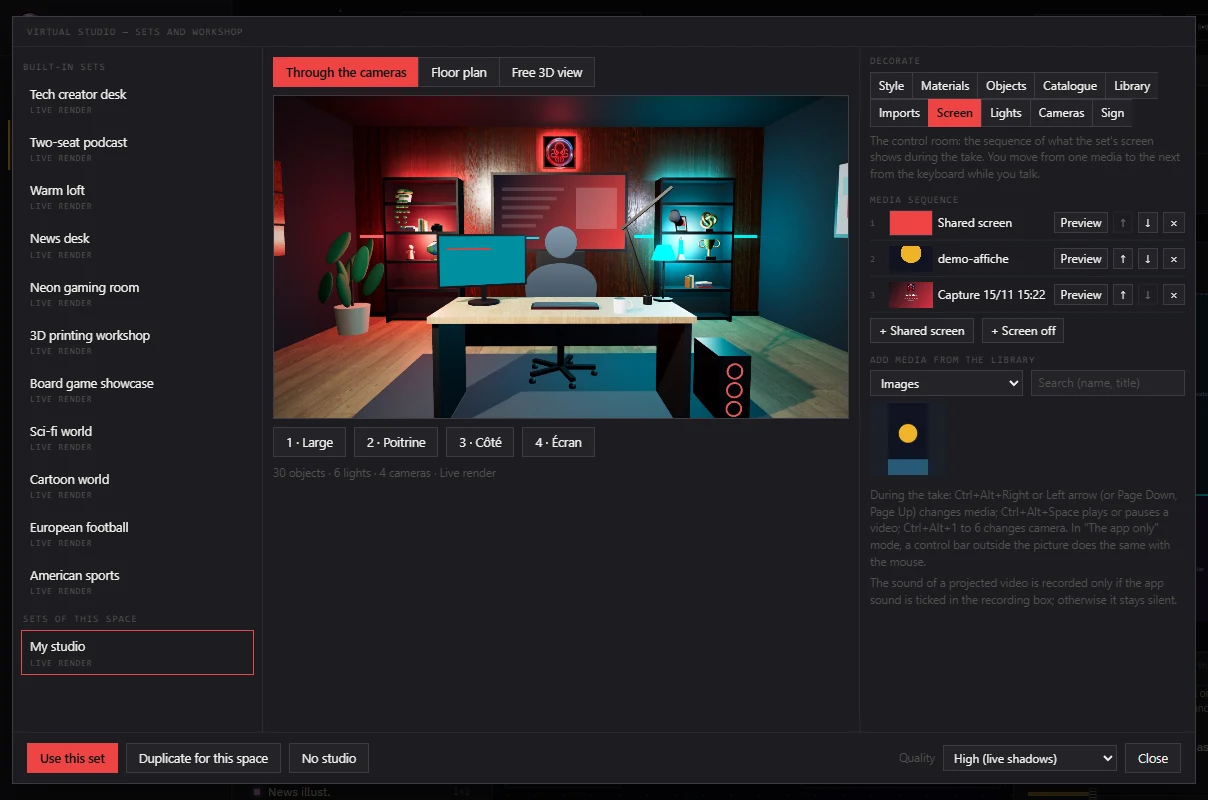 VIRTUAL STUDIO — SETS AND WORKSHOP
BUILT-IN SETS
Tech creator desk
LIVE RENDER
Two-seat podcast
LIVE RENDER
Warm loft
LIVE RENDER
News desk
LIVE RENDER
Neon gaming room
LIVE RENDER
3D printing workshop
LIVE RENDER
Board game showcase
LIVE RENDER
Sci-fi world
LIVE RENDER
Cartoon world
LIVE RENDER
European football
LIVE RENDER
American sports
LIVE RENDER
SETS OF THIS SPACE
My studio
LIVE RENDER
Through the cameras
Floor plan
Free 3D view
1 · Large
2 · Poitrine
3 · Côté
4 · Écran
30 objects · 6 lights · 4 cameras · Live render
DECORATE
Style
Materials
Objects
Catalogue
Library
Imports
Screen
Lights
Cameras
Sign
The control room: the sequence of what the set's screen
shows during the take. You move from one media to the next
from the keyboard while you talk.
MEDIA SEQUENCE
1 Shared screen Preview ↑ ↓ ×
2 demo-affiche Preview ↑ ↓ ×
3 Capture 15/11 15:22 Preview ↑ ↓ ×
+ Shared screen
+ Screen off
ADD MEDIA FROM THE LIBRARY
Images
Search (name, title)
During the take: Ctrl+Alt+Right or Left arrow (or Page Down,
Page Up) changes media; Ctrl+Alt+Space plays or pauses a
video; Ctrl+Alt+1 to 6 changes camera. In "The app only"
mode, a control bar outside the picture does the same with
the mouse.
The sound of a projected video is recorded only if the app
sound is ticked in the recording box; otherwise it stays silent.
Use this set
Duplicate for this space
No studio
Quality
High (live shadows)
Close
News illust.